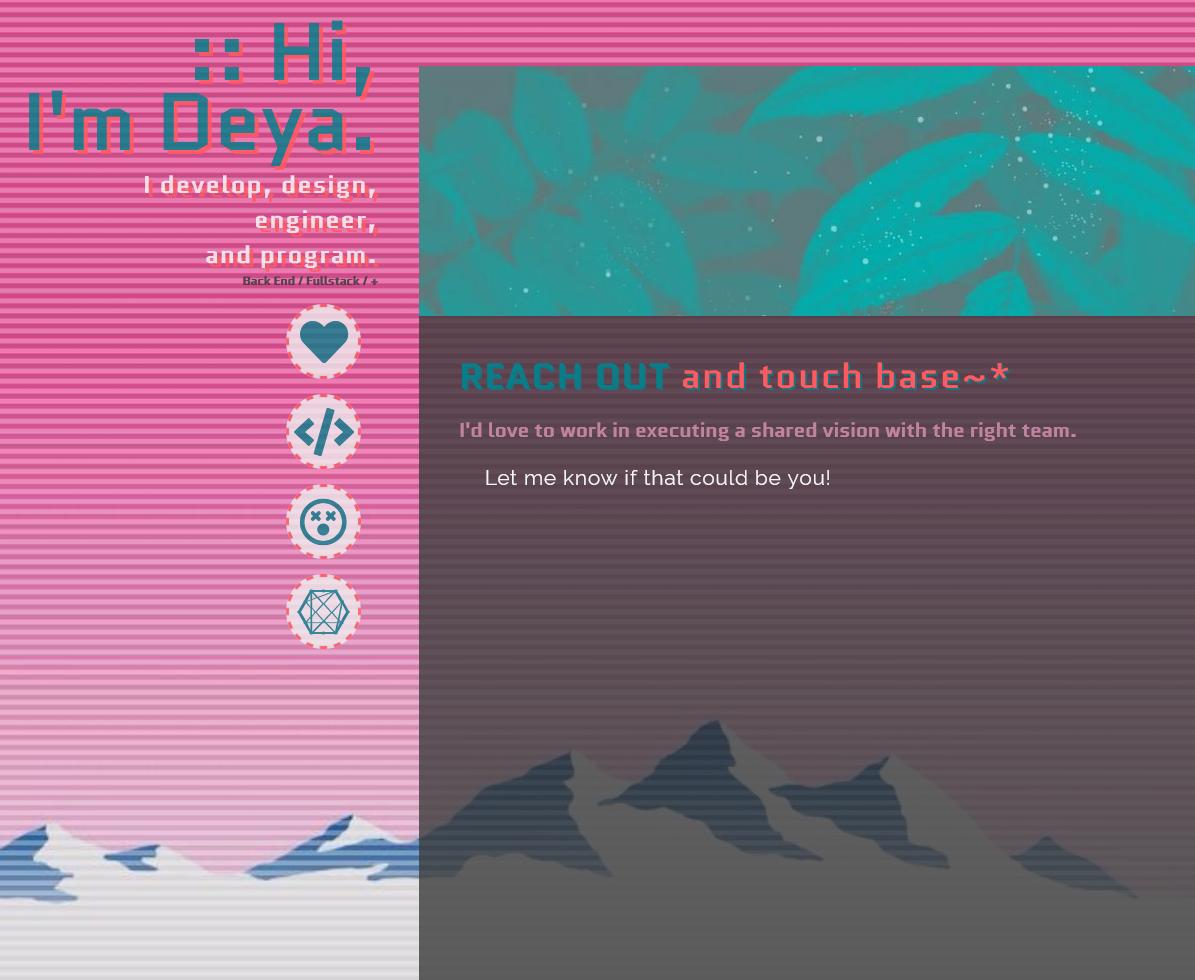 :: Hi,
I'm Deya.
I develop, design,
engineer,
and program.
Back End / Fullstack / +
REACH OUT and touch base~*
I'd love to work in executing a shared vision with the right team.
Let me know if that could be you!